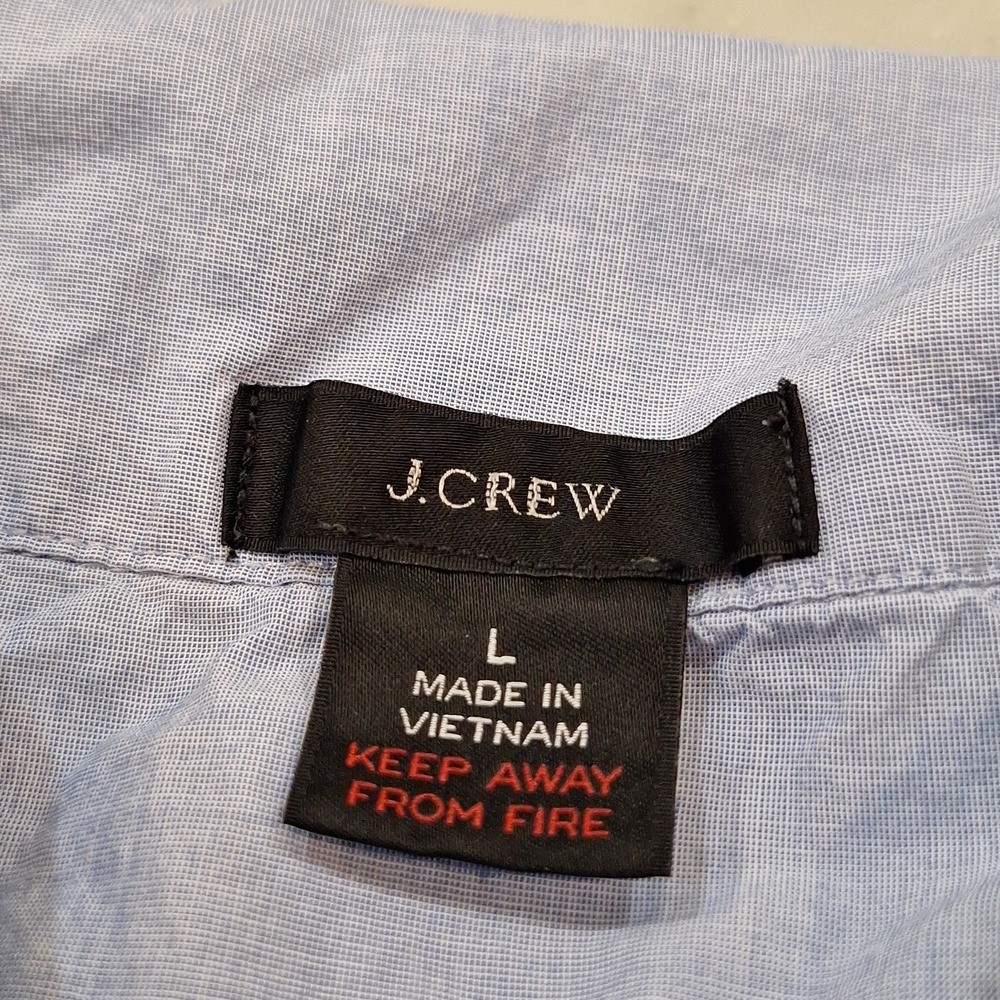 J.CREW
L
MADE IN
VIETNAM
KEEP AWAY
FROM FIRE